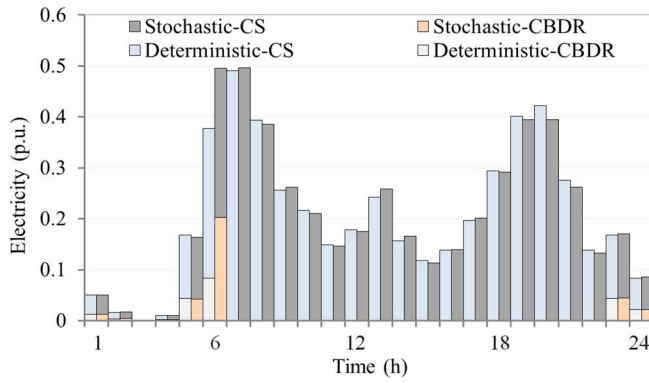 0.6
Stochastic-CS Stochastic-CBDR
Deterministic-CS Deterministic-CBDR
0.5
0.4
0.3
0.2
0.1
0
Electricity (p.u.)
1 6 12 18 24
Time (h)